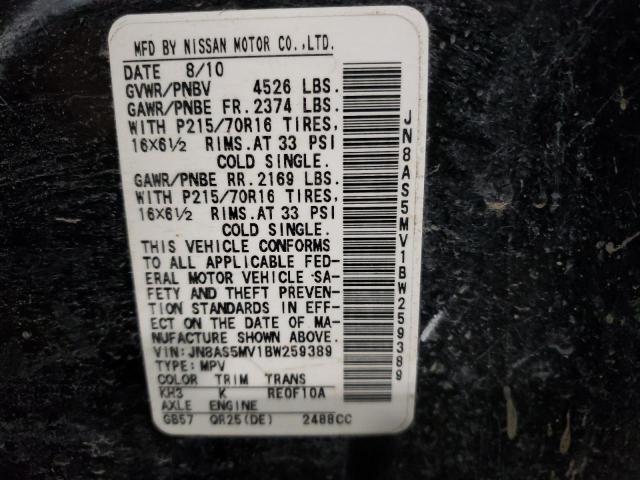 MFD BY NISSAN MOTOR CO.,LTD.
DATE 8/10
GVWR/PNBV 4526 LBS.
GAWR/PNBE FR. 2374 LBS.
WITH P215/70R16 TIRES,
16X6½ RIMS. AT 33 PSI
COLD SINGLE.
GAWR/PNBE RR. 2169 LBS.
WITH P215/70R16 TIRES,
16X6½ RIMS. AT 33 PSI
COLD SINGLE.
THIS VEHICLE CONFORMS
TO ALL APPLICABLE FED-
ERAL MOTOR VEHICLE SA-
FETY AND THEFT PREVEN-
TION STANDARDS IN EFF-
ECT ON THE DATE OF MA-
NUFACTURE SHOWN ABOVE.
VIN: JN8AS5MV1BW259389
TYPE: MPV
COLOR TRIM TRANS
KH3 K RE0F10A
AXLE ENGINE
GB57 QR25(DE) 2488CC
JN8AS5MV1BW259389